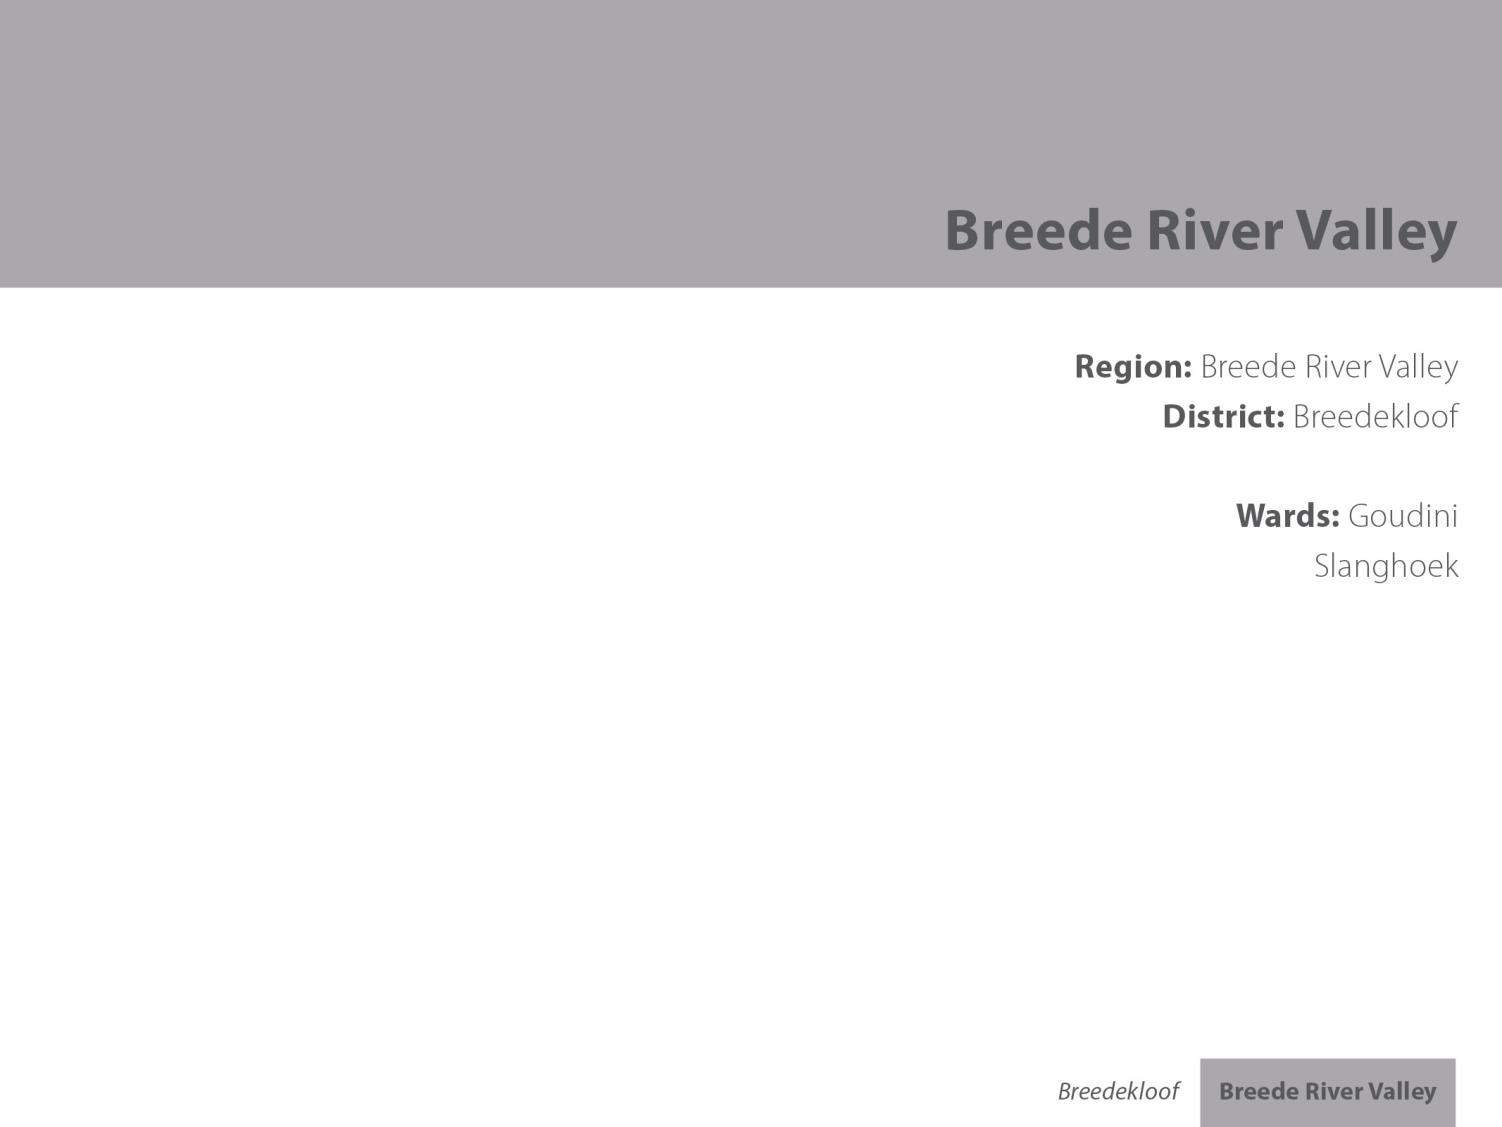 Breede River Valley
Region: Breede River Valley
District: Breedekloof
Wards: Goudini
Slanghoek
Breedekloof
Breede River Valley